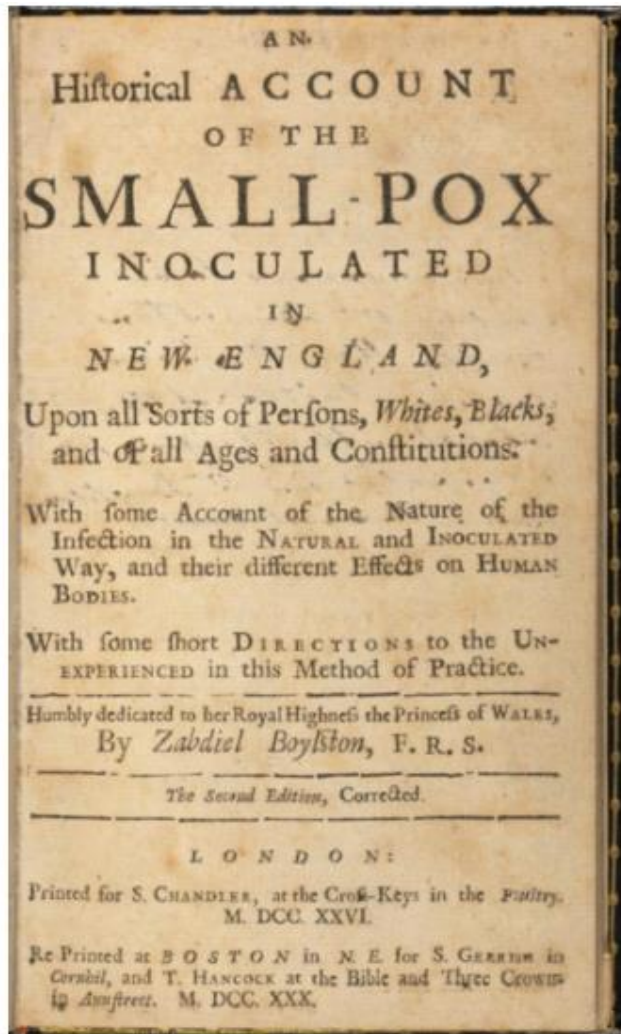 AN
Hiſtorical ACCOUNT
OF THE
SMALL-POX
INOCULATED
IN
NEW ENGLAND,
Upon all Sorts of Perſons, Whites, Blacks,
and of all Ages and Conſtitutions.
With ſome Account of the Nature of the
Infection in the NATURAL and INOCULATED
Way, and their different Effects on HUMAN
BODIES.
With ſome ſhort DIRECTIONS to the UN-
EXPERIENCED in this Method of Practice.
Humbly dedicated to her Royal Highneſs the Princeſs of WALES,
By Zabdiel Boylſton, F. R. S.
The Second Edition, Corrected.
LONDON:
Printed for S. CHANDLER, at the Croſs-Keys in the Poultry.
M. DCC. XXVI.
Re Printed at BOSTON in N. E. for S. GERRISH in
Cornhil, and T. HANCOCK at the Bible and Three Crowns
in Annſtreet. M. DCC. XXX.